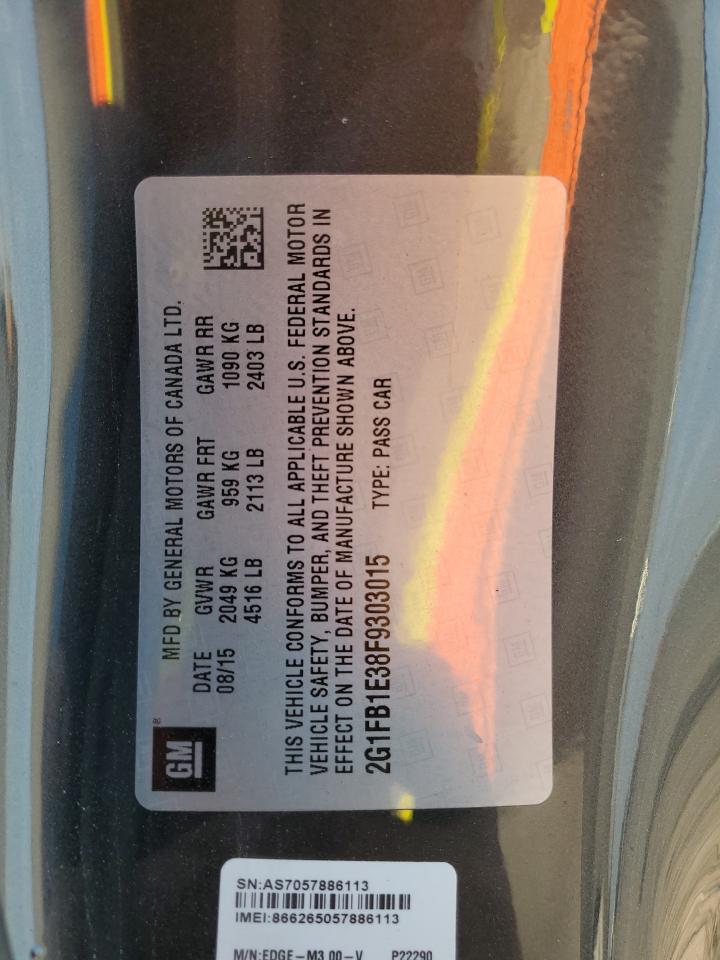 GM®
MFD BY GENERAL MOTORS OF CANADA LTD.
DATE GVWR GAWR FRT GAWR RR
08/15 2049 KG 959 KG 1090 KG
4516 LB 2113 LB 2403 LB
THIS VEHICLE CONFORMS TO ALL APPLICABLE U.S. FEDERAL MOTOR
VEHICLE SAFETY, BUMPER, AND THEFT PREVENTION STANDARDS IN
EFFECT ON THE DATE OF MANUFACTURE SHOWN ABOVE.
2G1FB1E38F9303015 TYPE: PASS CAR
SN:AS7057886113
IMEI:866265057886113
M/N:EDGE-M3 00-V P22290